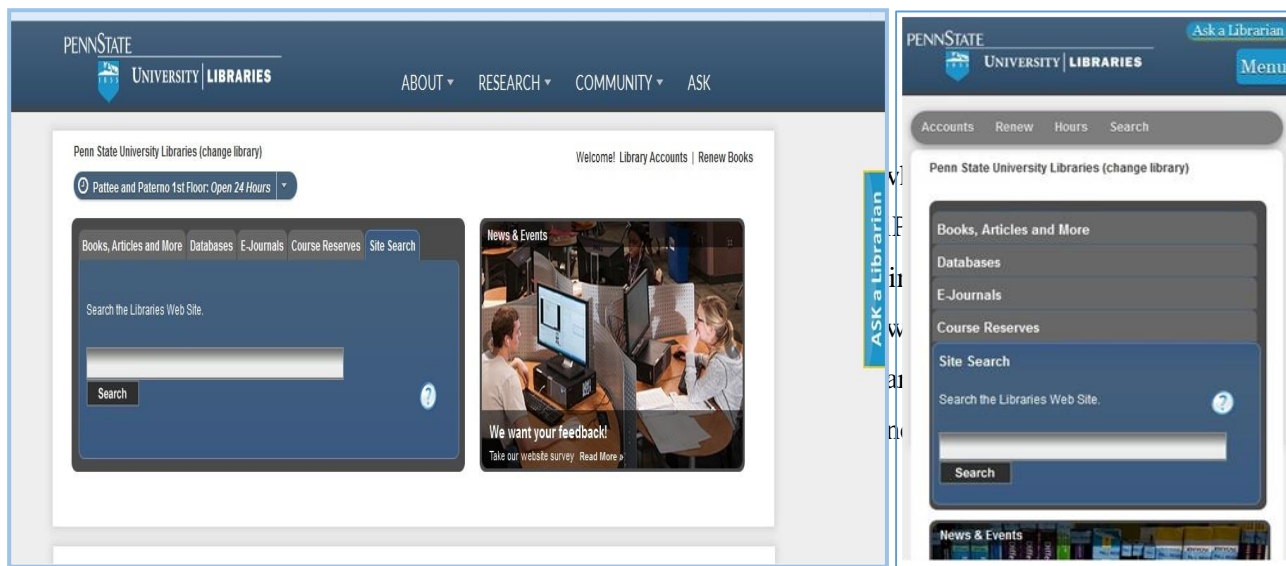 PENNSTATE
UNIVERSITY | LIBRARIES
ABOUT RESEARCH COMMUNITY ASK
Penn State University Libraries (change library)
Welcome! Library Accounts | Renew Books
Pattee and Paterno 1st Floor: Open 24 Hours
Books, Articles and More Databases E-Journals Course Reserves Site Search
Search the Libraries Web Site.
Search
?
News & Events
We want your feedback!
Take our website survey Read More »
ASK a Librarian
Ask a Librarian
PENNSTATE
UNIVERSITY | LIBRARIES
Menu
Accounts Renew Hours Search
Penn State University Libraries (change library)
Books, Articles and More
Databases
E-Journals
Course Reserves
Site Search
Search the Libraries Web Site.
?
Search
News & Events